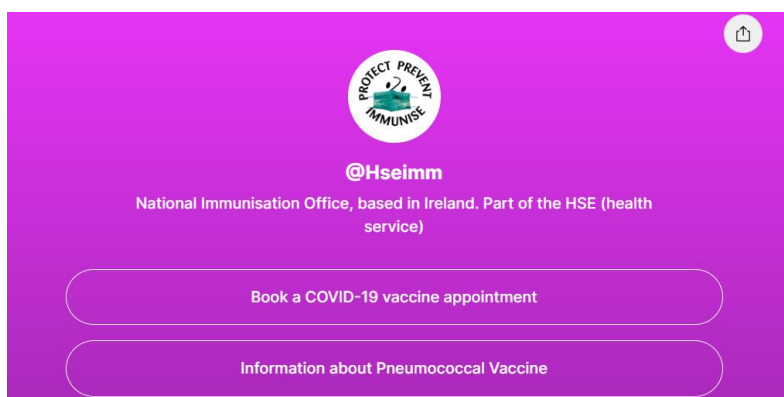 PROTECT PREVENT
IMMUNISE
@Hseimm
National Immunisation Office, based in Ireland. Part of the HSE (health
service)
Book a COVID-19 vaccine appointment
Information about Pneumococcal Vaccine